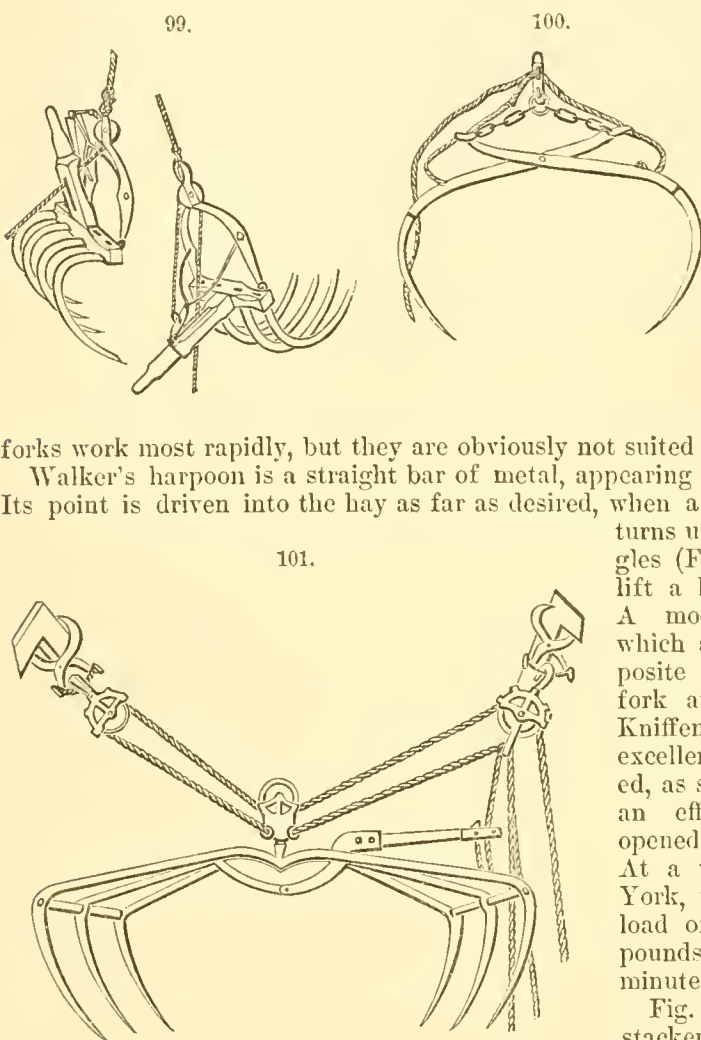 99.
100.
forks work most rapidly, but they are obviously not suited
Walker's harpoon is a straight bar of metal, appearing
Its point is driven into the hay as far as desired, when a
turns u
101.
gles (F
lift a
A mo
which
posite
fork a
Kniffen
excellen
ed, as s
an eff
opened
At a
York,
load o
pounds
minute
Fig.
stacker